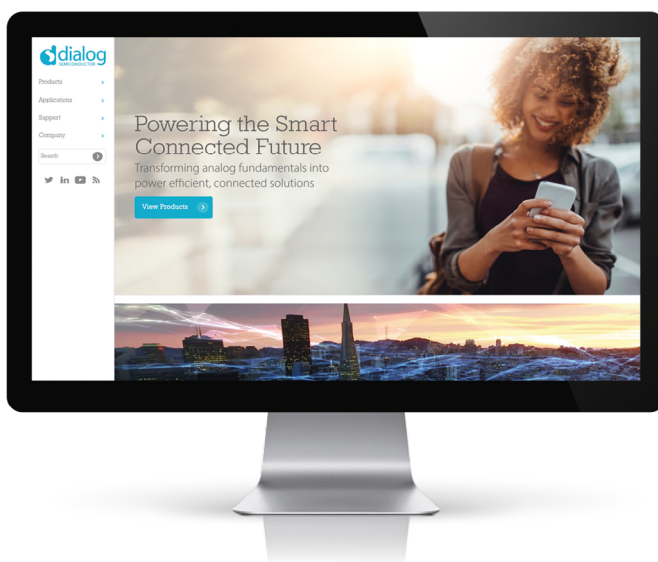 dialog
SEMICONDUCTOR
Products
Applications
Support
Company
Search
Powering the Smart
Connected Future
Transforming analog fundamentals into
power efficient, connected solutions
View Products